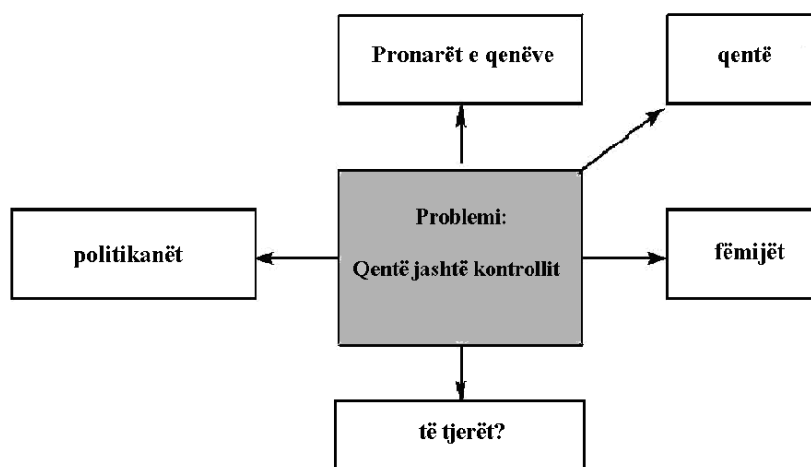 Pronarët e qenëve
qentë
Problemi:
Qentë jashtë kontrollit
politikanët
fëmijët
të tjerët?